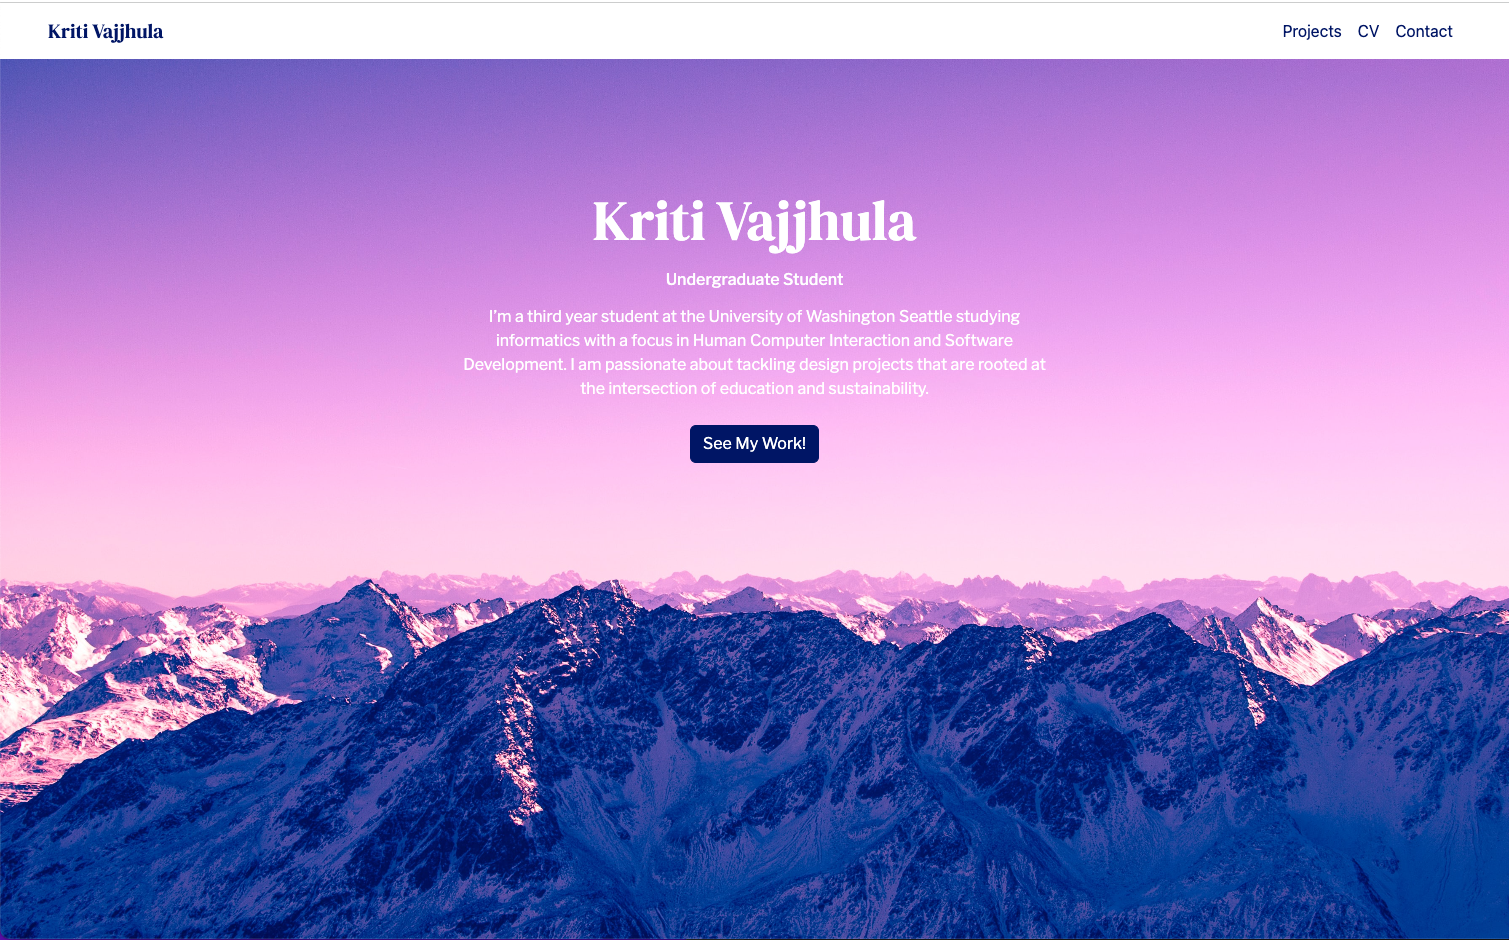 Kriti Vajjhula
Projects CV Contact
Kriti Vajjhula
Undergraduate Student
I'm a third year student at the University of Washington Seattle studying
informatics with a focus in Human Computer Interaction and Software
Development. I am passionate about tackling design projects that are rooted at
the intersection of education and sustainability.
See My Work!